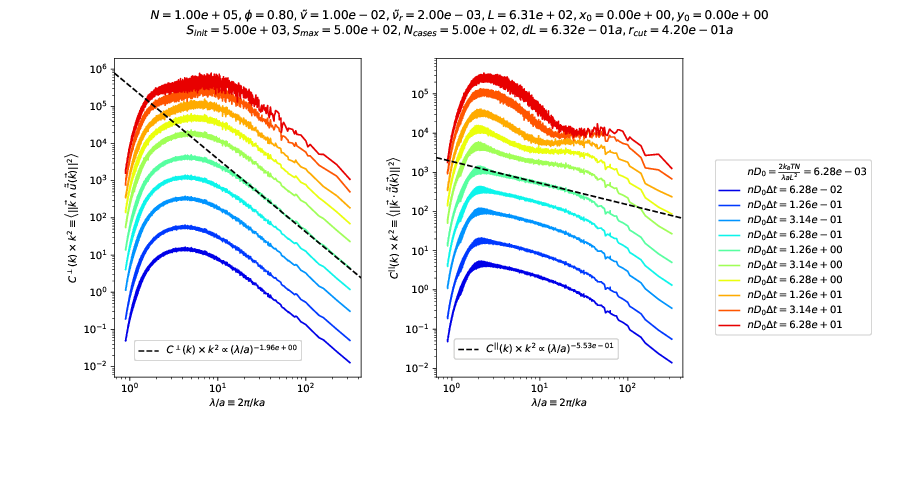 N = 1.00e + 05, ϕ = 0.80, ṽ = 1.00e − 02, ν̃_r = 2.00e − 03, L = 6.31e + 02, x_0 = 0.00e + 00, y_0 = 0.00e + 00
S_init = 5.00e + 03, S_max = 5.00e + 02, N_cases = 5.00e + 02, dL = 6.32e − 01a, r_cut = 4.20e − 01a
C^⊥(k) × k^2 ≡ ⟨||k⃗ ∧ ũ⃗(k⃗)||^2⟩
10^6
10^5
10^4
10^3
10^2
10^1
10^0
10^−1
10^−2
C^⊥(k) × k^2 ∝ (λ/a)^−1.96e+00
10^0 10^1 10^2
λ/a ≡ 2π/ka
C^||(k) × k^2 ≡ ⟨||k⃗ · ũ⃗(k⃗)||^2⟩
10^5
10^4
10^3
10^2
10^1
10^0
10^−1
10^−2
C^||(k) × k^2 ∝ (λ/a)^−5.53e−01
10^0 10^1 10^2
λ/a ≡ 2π/ka
nD_0 = 2k_BTN/λaL^2 = 6.28e − 03
nD_0Δt = 6.28e − 02
nD_0Δt = 1.26e − 01
nD_0Δt = 3.14e − 01
nD_0Δt = 6.28e − 01
nD_0Δt = 1.26e + 00
nD_0Δt = 3.14e + 00
nD_0Δt = 6.28e + 00
nD_0Δt = 1.26e + 01
nD_0Δt = 3.14e + 01
nD_0Δt = 6.28e + 01